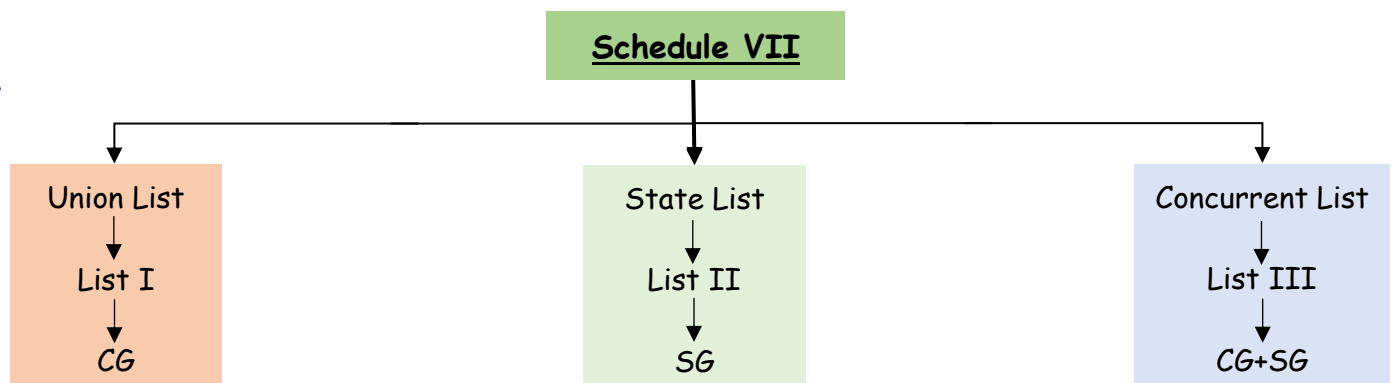 Schedule VII
Union List
List I
CG
State List
List II
SG
Concurrent List
List III
CG+SG